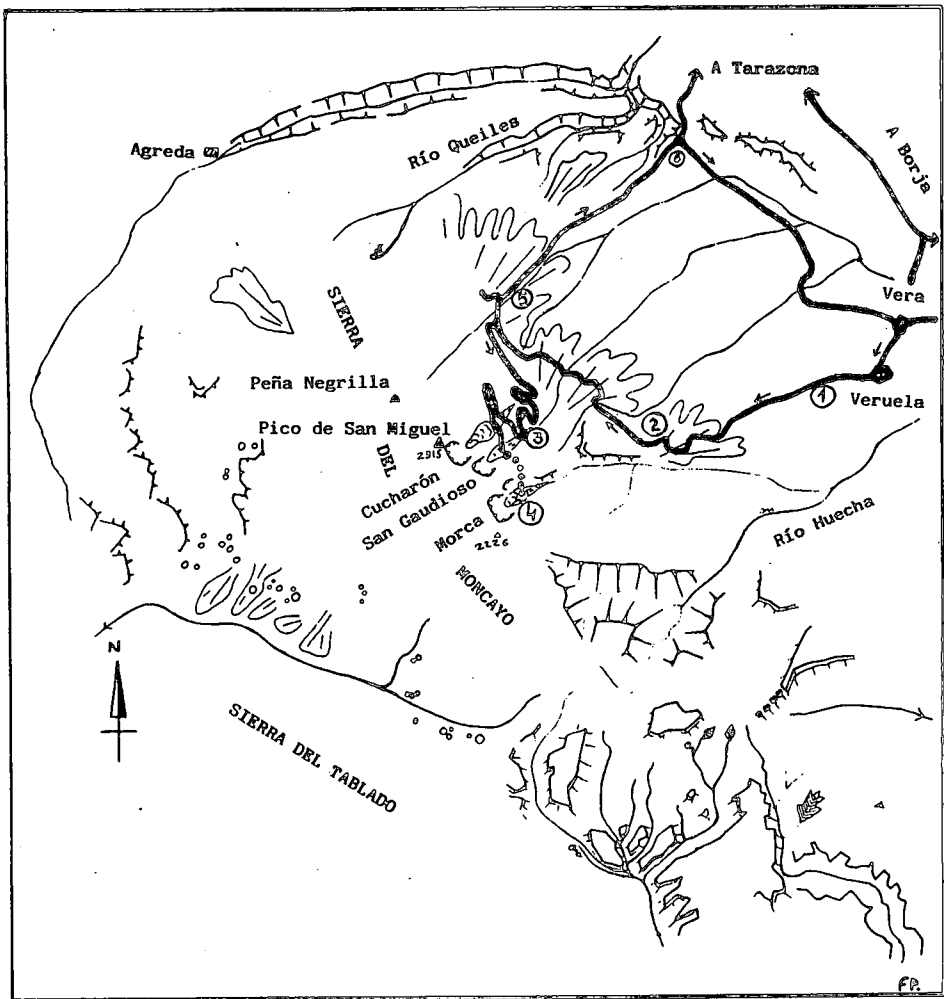 A Tarazona
A Borja
Agreda
Río Queiles
6
5
Vera
SIERRA
Peña Negrilla
1
Veruela
Pico de San Miguel
2
3
2315
DEL
Cucharón
San Gaudioso
Morca
4
2226
Río Huecha
MONCAYO
N
SIERRA DEL TABLADO
F.P.